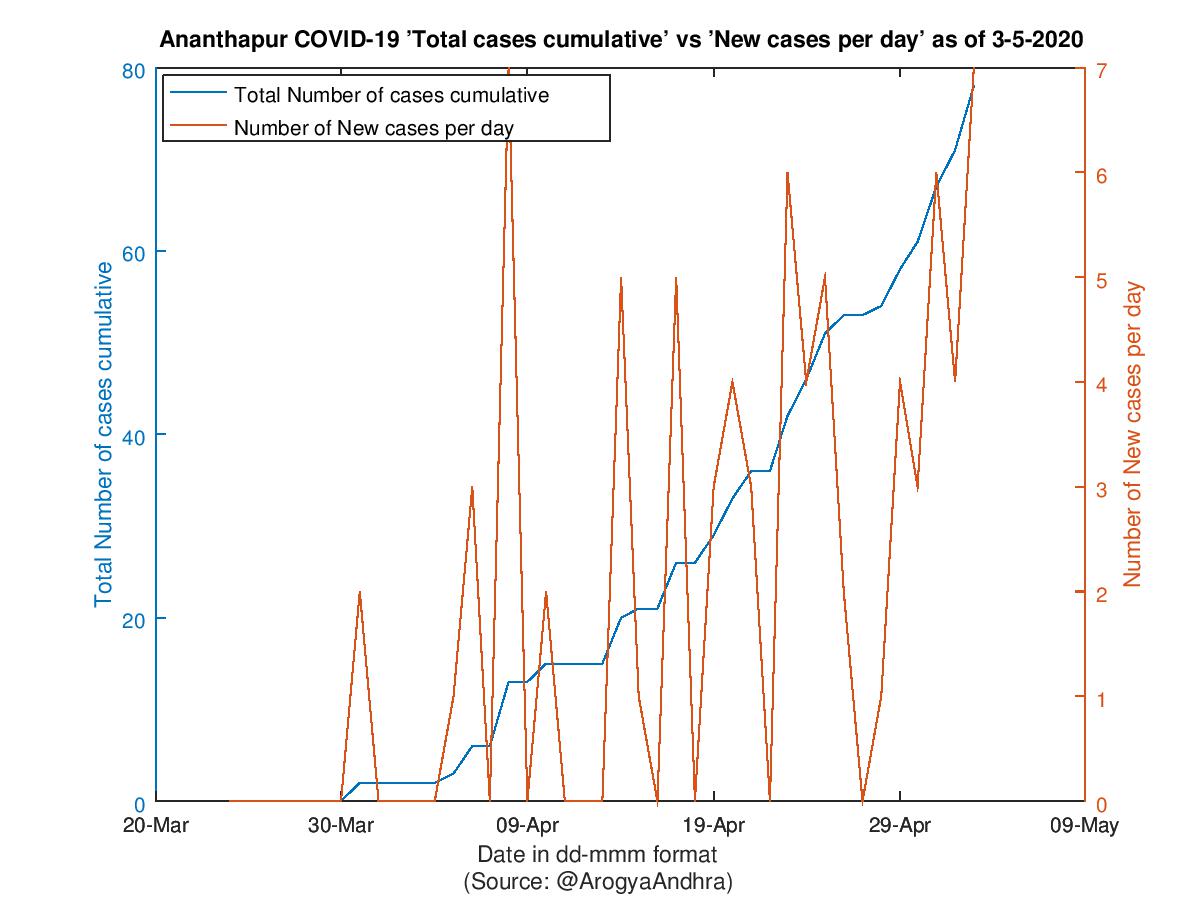 Ananthapur COVID-19 ’Total cases cumulative’ vs ’New cases per day’ as of 3-5-2020
Total Number of cases cumulative
Number of New cases per day
80
60
40
20
0
Total Number of cases cumulative
7
6
5
4
3
2
1
0
Number of New cases per day
20-Mar
30-Mar
09-Apr
19-Apr
29-Apr
09-May
Date in dd-mmm format
(Source: @ArogyaAndhra)